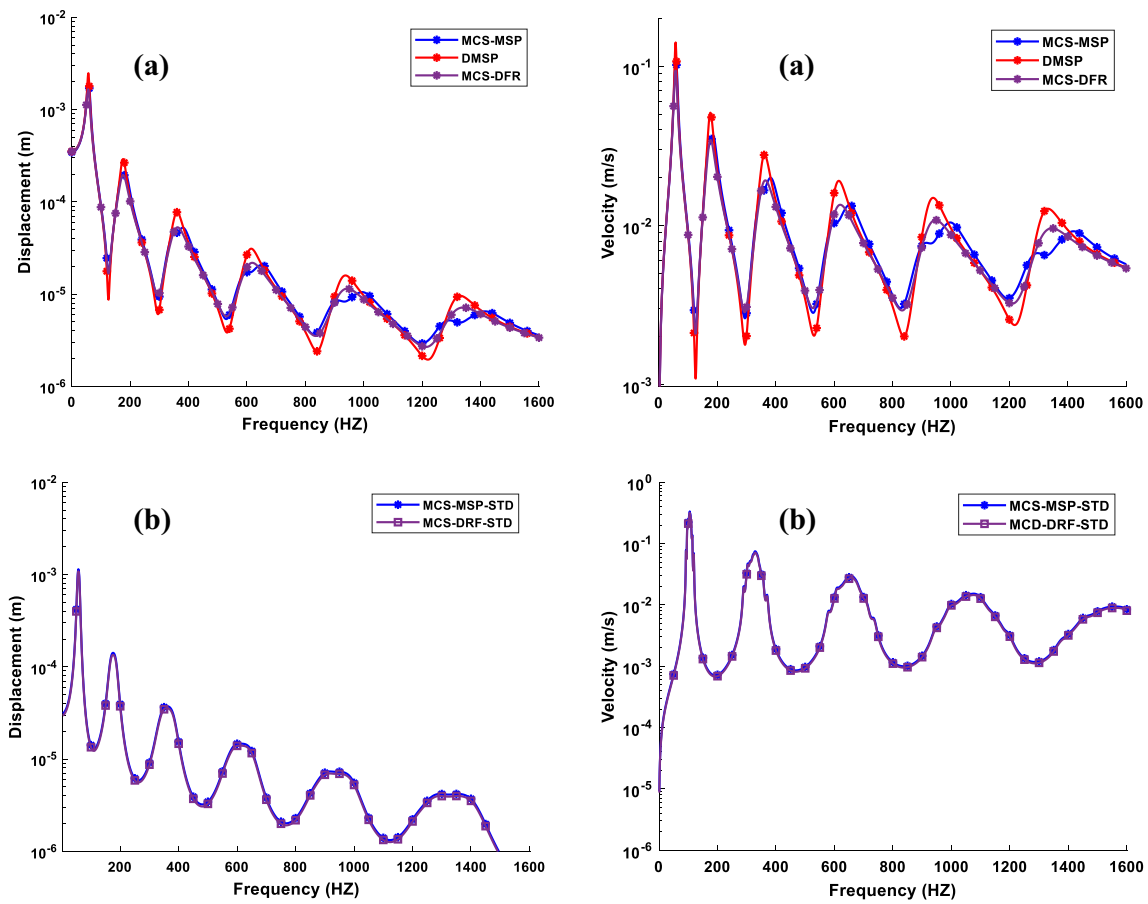 10^-2
10^-3
10^-4
10^-5
10^-6
Displacement (m)
(a)
MCS-MSP
DMSP
MCS-DFR
0 200 400 600 800 1000 1200 1400 1600
Frequency (HZ)
10^-1
10^-2
10^-3
Velocity (m/s)
(a)
MCS-MSP
DMSP
MCS-DFR
0 200 400 600 800 1000 1200 1400 1600
Frequency (HZ)
10^-2
10^-3
10^-4
10^-5
10^-6
Displacement (m)
(b)
MCS-MSP-STD
MCS-DRF-STD
200 400 600 800 1000 1200 1400 1600
Frequency (HZ)
10^0
10^-1
10^-2
10^-3
10^-4
10^-5
10^-6
Velocity (m/s)
(b)
MCS-MSP-STD
MCD-DRF-STD
0 200 400 600 800 1000 1200 1400 1600
Frequency (HZ)